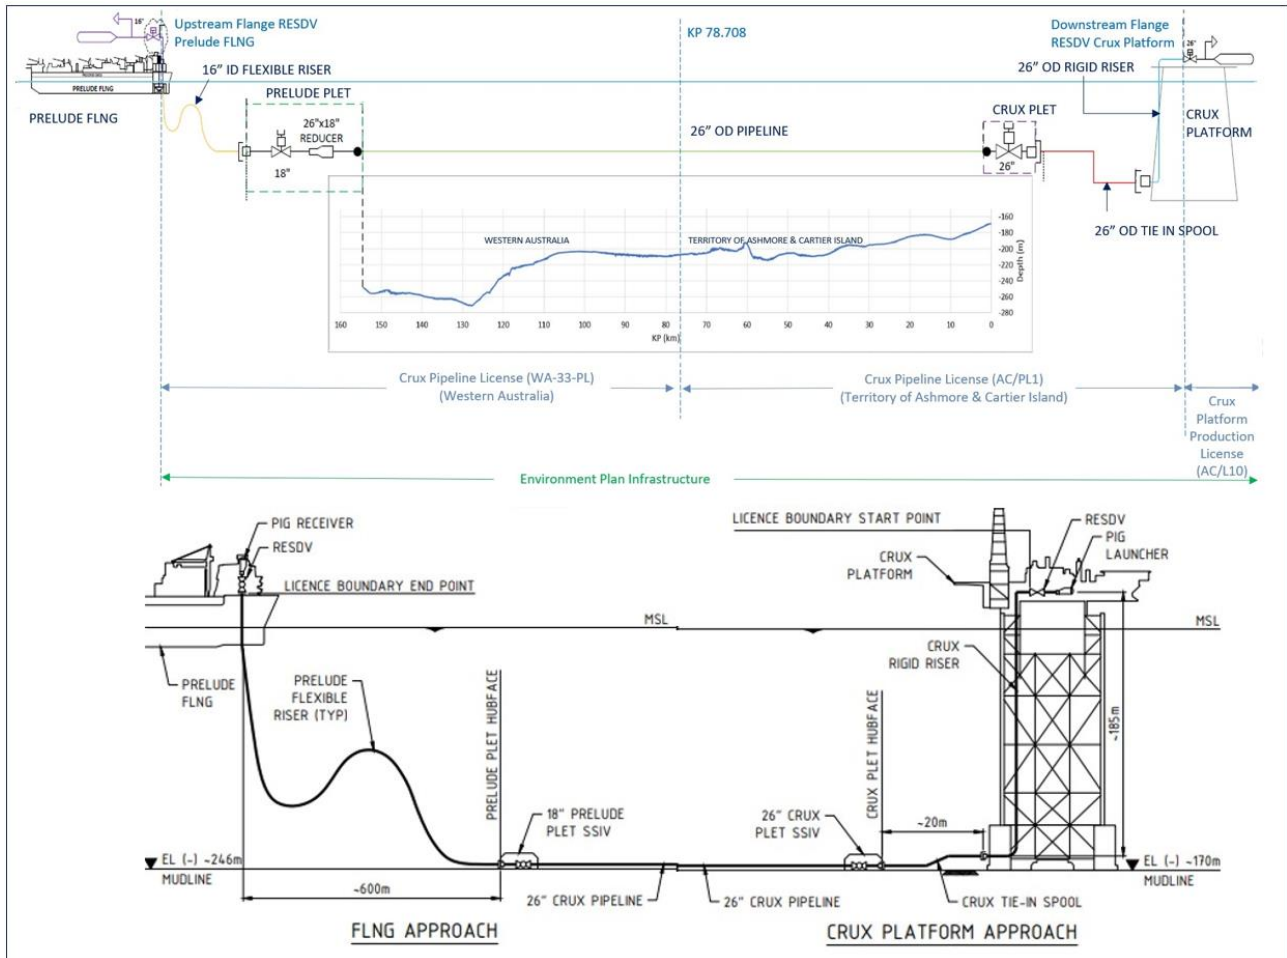 16"
Upstream Flange RESDV
Prelude FLNG
KP 78.708
Downstream Flange
RESDV Crux Platform
26"
16" ID FLEXIBLE RISER
26" OD RIGID RISER
PRELUDE FLNG
PRELUDE FLNG
PRELUDE PLET
26"x18"
REDUCER
18"
26" OD PIPELINE
CRUX PLET
26"
CRUX
PLATFORM
26" OD TIE IN SPOOL
WESTERN AUSTRALIA
TERRITORY OF ASHMORE & CARTIER ISLAND
-160
-180
-200
-220
-240
-260
-280
Depth (m)
160 150 140 130 120 110 100 90 80 70 60 50 40 30 20 10 0
KP (km)
Crux Pipeline License (WA-33-PL)
(Western Australia)
Crux Pipeline License (AC/PL1)
(Territory of Ashmore & Cartier Island)
Crux
Platform
Production
License
(AC/L10)
Environment Plan Infrastructure
PIG RECEIVER
RESDV
LICENCE BOUNDARY END POINT
MSL
PRELUDE
FLNG
PRELUDE
FLEXIBLE
RISER (TYP)
PRELUDE PLET HUBFACE
18" PRELUDE
PLET SSIV
EL (-) ~246m
MUDLINE
~600m
26" CRUX PIPELINE
FLNG APPROACH
LICENCE BOUNDARY START POINT
RESDV
PIG
LAUNCHER
CRUX
PLATFORM
MSL
CRUX
RIGID RISER
CRUX PLET HUBFACE
~185m
26" CRUX
PLET SSIV
~20m
EL (-) ~170m
MUDLINE
26" CRUX PIPELINE
CRUX TIE-IN SPOOL
CRUX PLATFORM APPROACH